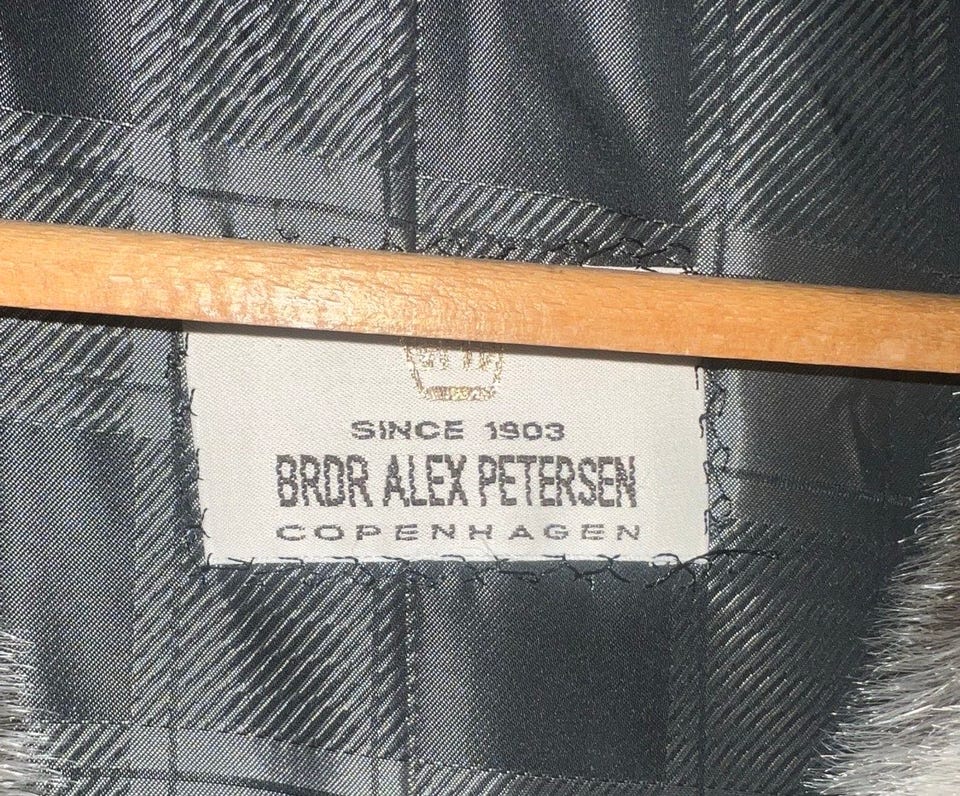 SINCE 1903
BRDR ALEX PETERSEN
COPENHAGEN